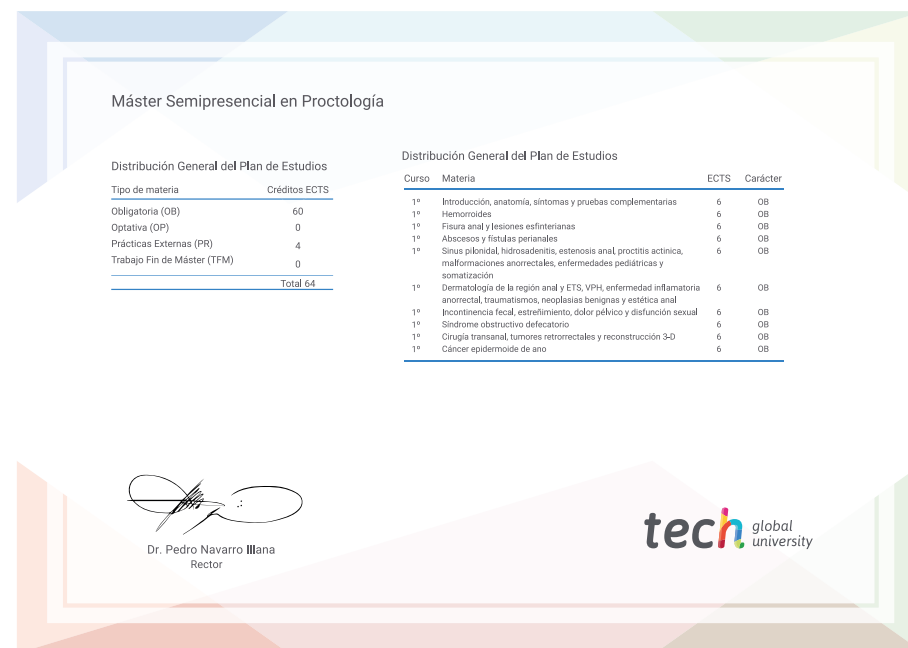 Máster Semipresencial en Proctología
Distribución General del Plan de Estudios
Tipo de materia Créditos ECTS
Obligatoria (OB) 60
Optativa (OP) 0
Prácticas Externas (PR) 4
Trabajo Fin de Máster (TFM) 0
Total 64
Distribución General del Plan de Estudios
Curso Materia ECTS Carácter
1º Introducción, anatomía, síntomas y pruebas complementarias 6 OB
1º Hemorroides 6 OB
1º Fisura anal y lesiones esfinterianas 6 OB
1º Abscesos y fístulas perianales 6 OB
1º Sinus pilonidal, hidrosadenitis, estenosis anal, proctitis actínica, 6 OB
malformaciones anorrectales, enfermedades pediátricas y
somatización
1º Dermatología de la región anal y ETS, VPH, enfermedad inflamatoria 6 OB
anorrectal, traumatismos, neoplasias benignas y estética anal
1º Incontinencia fecal, estreñimiento, dolor pélvico y disfunción sexual 6 OB
1º Síndrome obstructivo defecatorio 6 OB
1º Cirugía transanal, tumores retrorrectales y reconstrucción 3-D 6 OB
1º Cáncer epidermoide de ano 6 OB
Dr. Pedro Navarro Illana
Rector
tech global
university